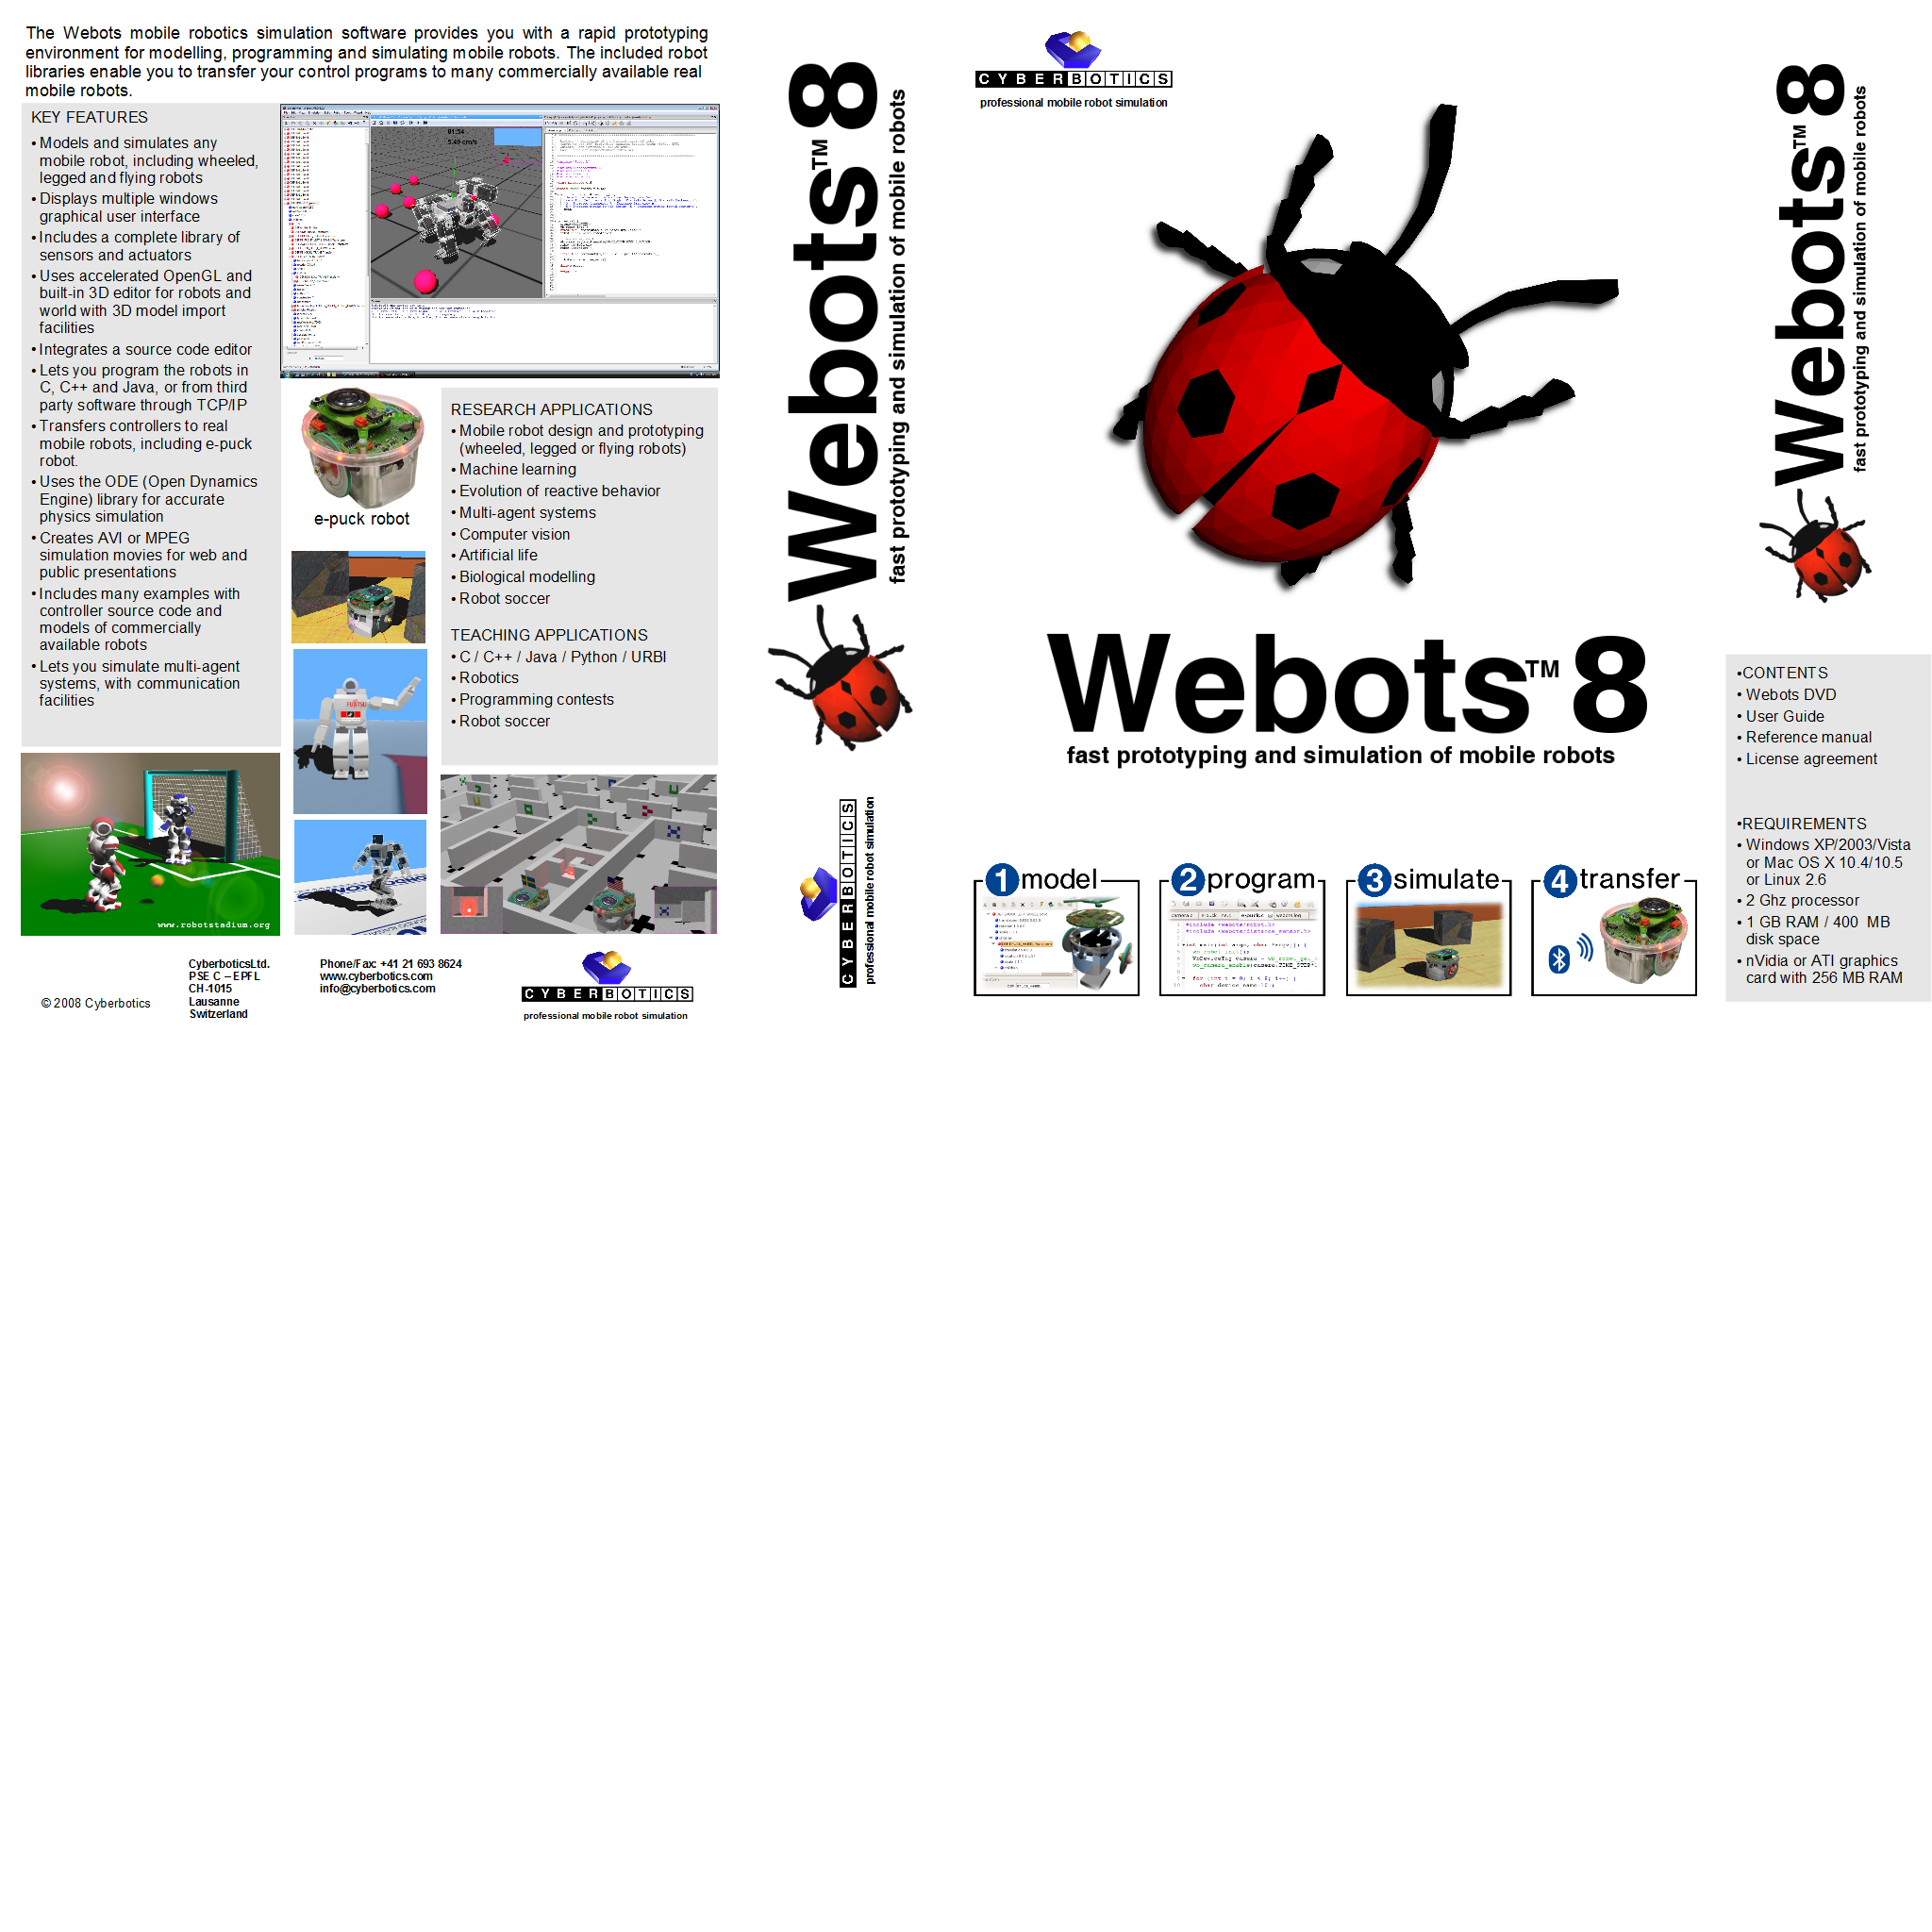 The Webots mobile robotics simulation software provides you with a rapid prototyping
environment for modelling, programming and simulating mobile robots. The included robot
libraries enable you to transfer your control programs to many commercially available real
mobile robots.
KEY FEATURES
• Models and simulates any
mobile robot, including wheeled,
legged and flying robots
• Displays multiple windows
graphical user interface
• Includes a complete library of
sensors and actuators
• Uses accelerated OpenGL and
built-in 3D editor for robots and
world with 3D model import
facilities
• Integrates a source code editor
• Lets you program the robots in
C, C++ and Java, or from third
party software through TCP/IP
• Transfers controllers to real
mobile robots, including e-puck
robot.
• Uses the ODE (Open Dynamics
Engine) library for accurate
physics simulation
• Creates AVI or MPEG
simulation movies for web and
public presentations
• Includes many examples with
controller source code and
models of commercially
available robots
• Lets you simulate multi-agent
systems, with communication
facilities
01:54
5.49 cm/s
e-puck robot
RESEARCH APPLICATIONS
• Mobile robot design and prototyping
(wheeled, legged or flying robots)
• Machine learning
• Evolution of reactive behavior
• Multi-agent systems
• Computer vision
• Artificial life
• Biological modelling
• Robot soccer
TEACHING APPLICATIONS
• C / C++ / Java / Python / URBI
• Robotics
• Programming contests
• Robot soccer
FUJITSU
www.robotstadium.org
© 2008 Cyberbotics
CyberboticsLtd.
PSE C – EPFL
CH-1015
Lausanne
Switzerland
Phone/Fax: +41 21 693 8624
www.cyberbotics.com
info@cyberbotics.com
CYBERBOTICS
professional mobile robot simulation
Webots™ 8
fast prototyping and simulation of mobile robots
CYBERBOTICS
professional mobile robot simulation
CYBERBOTICS
professional mobile robot simulation
Webots™ 8
fast prototyping and simulation of mobile robots
1 model
2 program
#include <webots/robot.h>
#include <webots/distance_sensor.h>
3 simulate
4 transfer
Webots™ 8
fast prototyping and simulation of mobile robots
•CONTENTS
• Webots DVD
• User Guide
• Reference manual
• License agreement
•REQUIREMENTS
• Windows XP/2003/Vista
or Mac OS X 10.4/10.5
or Linux 2.6
• 2 Ghz processor
• 1 GB RAM / 400 MB
disk space
• nVidia or ATI graphics
card with 256 MB RAM